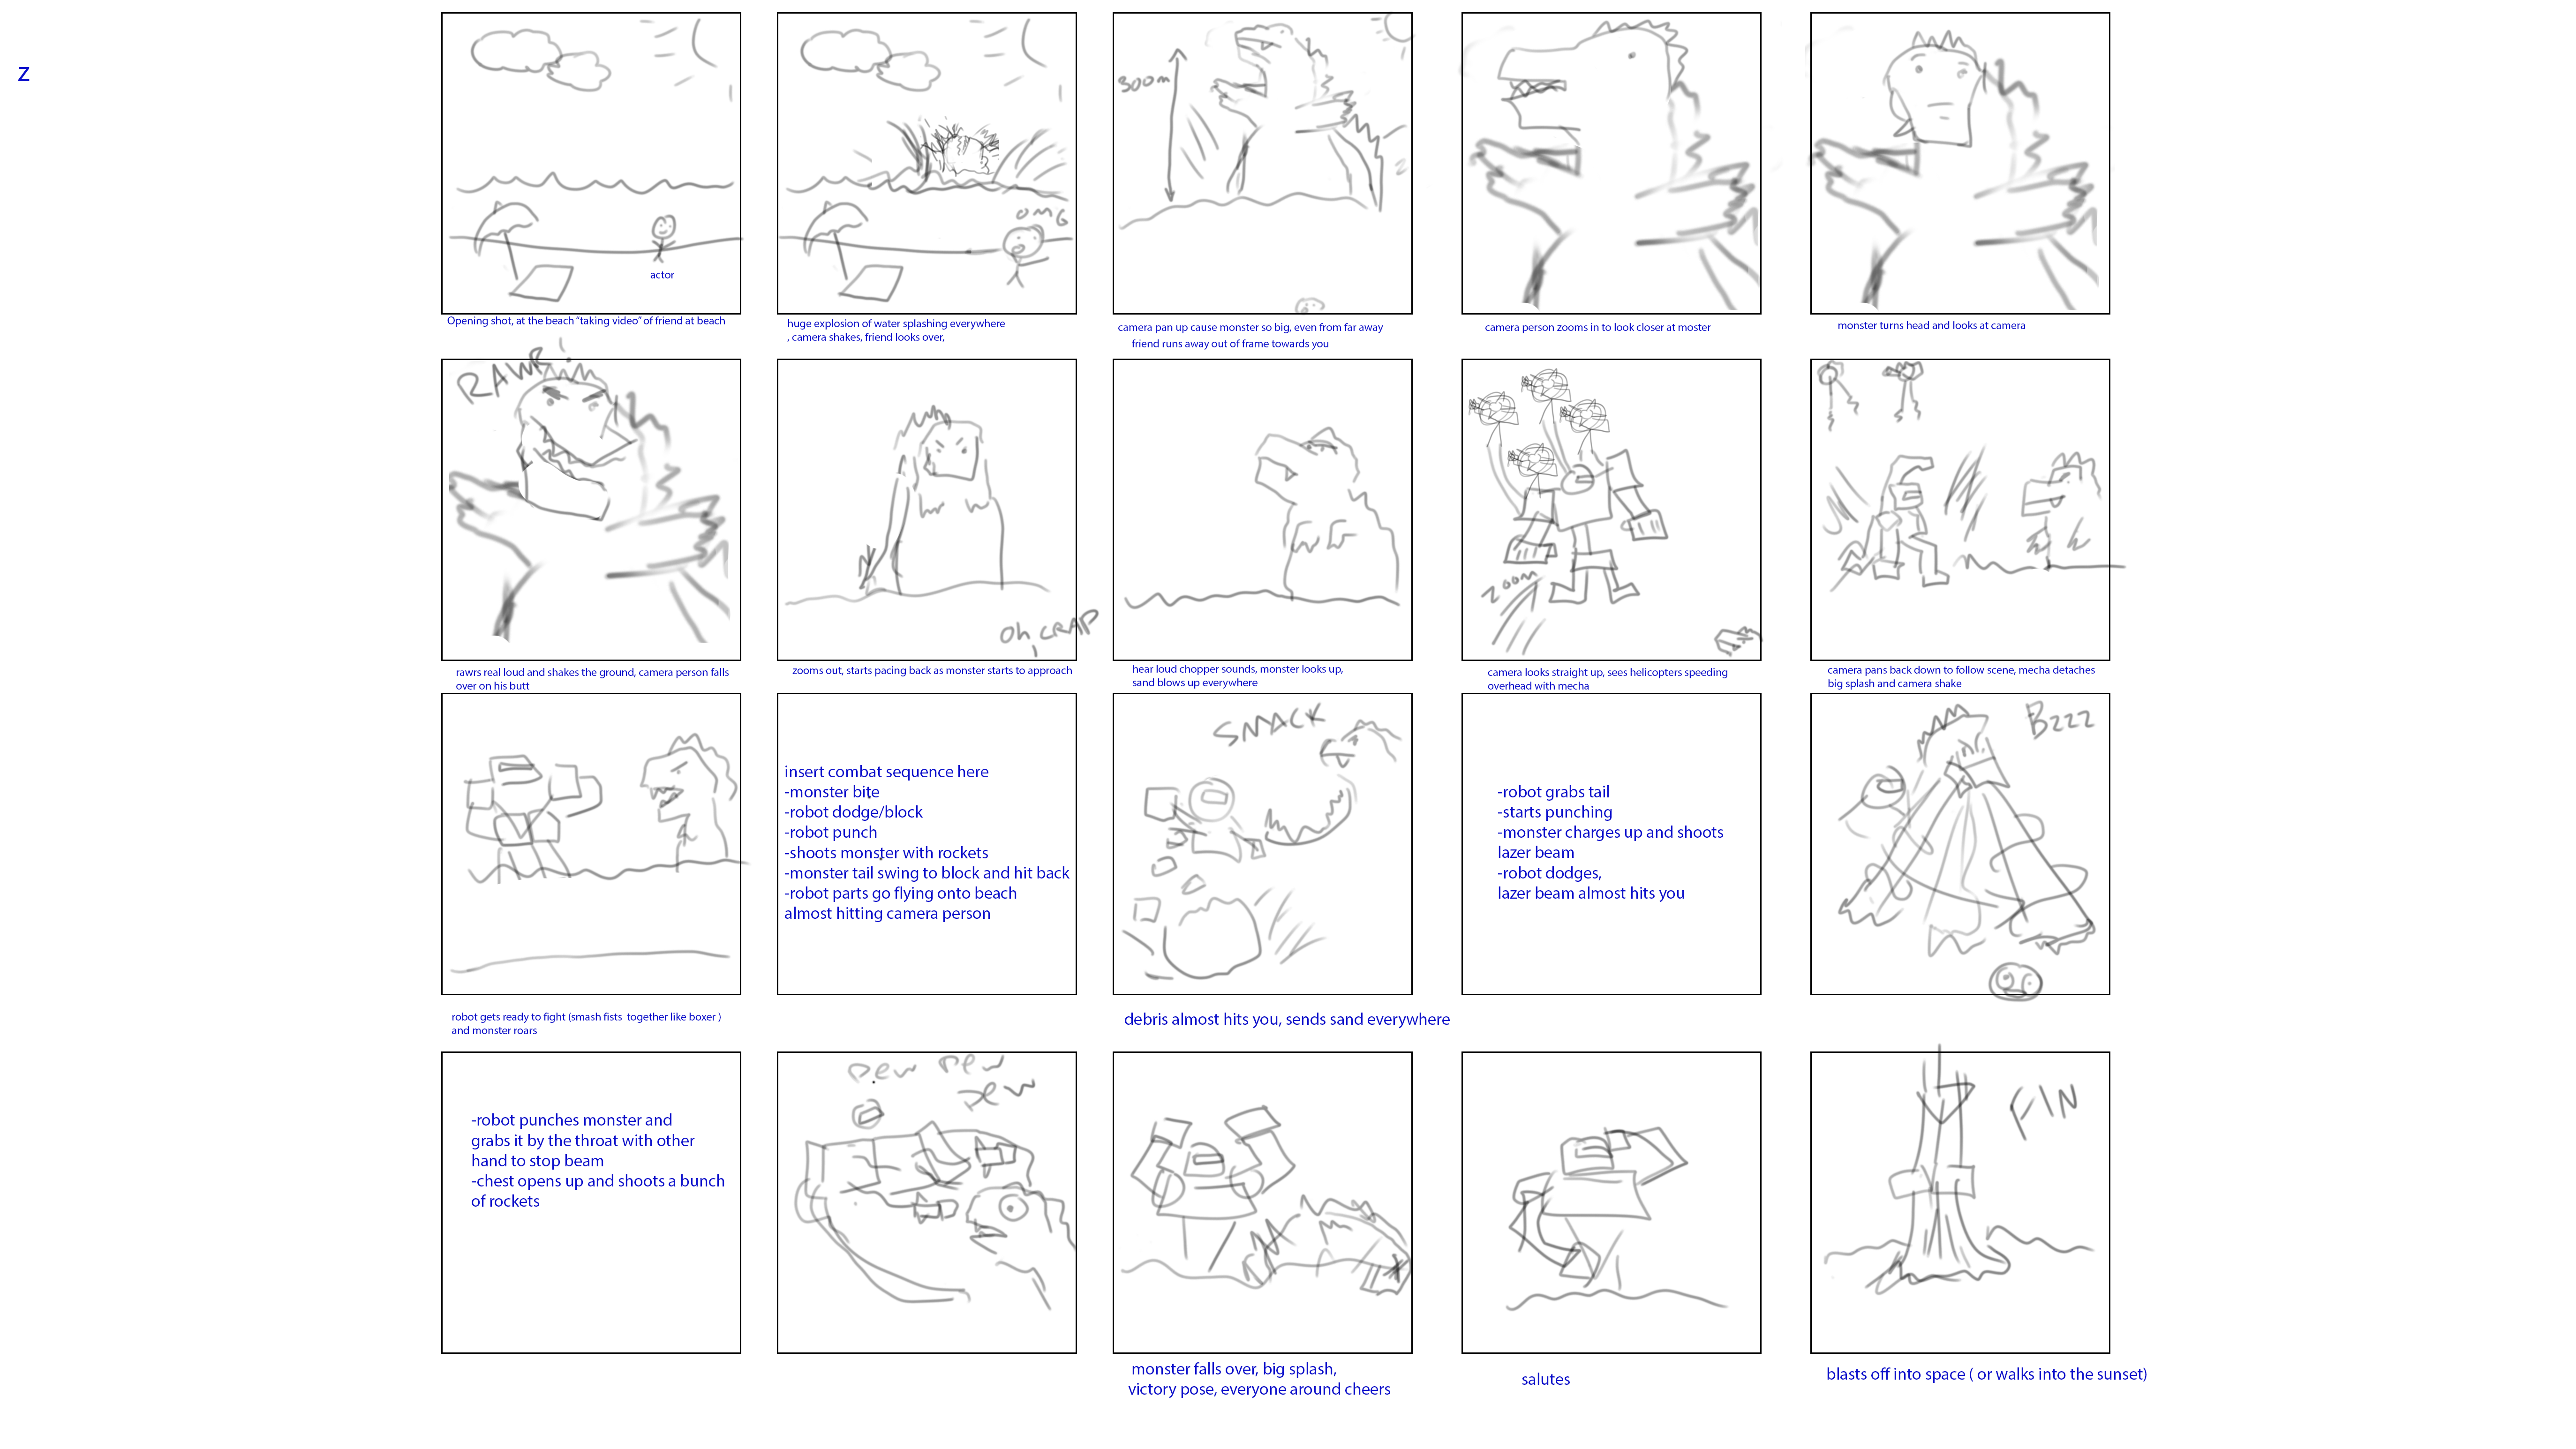 z
actor
Opening shot, at the beach “taking video” of friend at beach
OMG
huge explosion of water splashing everywhere
, camera shakes, friend looks over,
300m
camera pan up cause monster so big, even from far away
friend runs away out of frame towards you
camera person zooms in to look closer at moster
monster turns head and looks at camera
RAWR!
rawrs real loud and shakes the ground, camera person falls
over on his butt
Oh, CRAP
zooms out, starts pacing back as monster starts to approach
hear loud chopper sounds, monster looks up,
sand blows up everywhere
ZOOM
camera looks straight up, sees helicopters speeding
overhead with mecha
camera pans back down to follow scene, mecha detaches
big splash and camera shake
robot gets ready to fight (smash fists together like boxer )
and monster roars
insert combat sequence here
-monster bite
-robot dodge/block
-robot punch
-shoots monster with rockets
-monster tail swing to block and hit back
-robot parts go flying onto beach
almost hitting camera person
SMACK
debris almost hits you, sends sand everywhere
-robot grabs tail
-starts punching
-monster charges up and shoots
lazer beam
-robot dodges,
lazer beam almost hits you
Bzzz
-robot punches monster and
grabs it by the throat with other
hand to stop beam
-chest opens up and shoots a bunch
of rockets
pew pew
pew
monster falls over, big splash,
victory pose, everyone around cheers
salutes
FIN
blasts off into space ( or walks into the sunset)